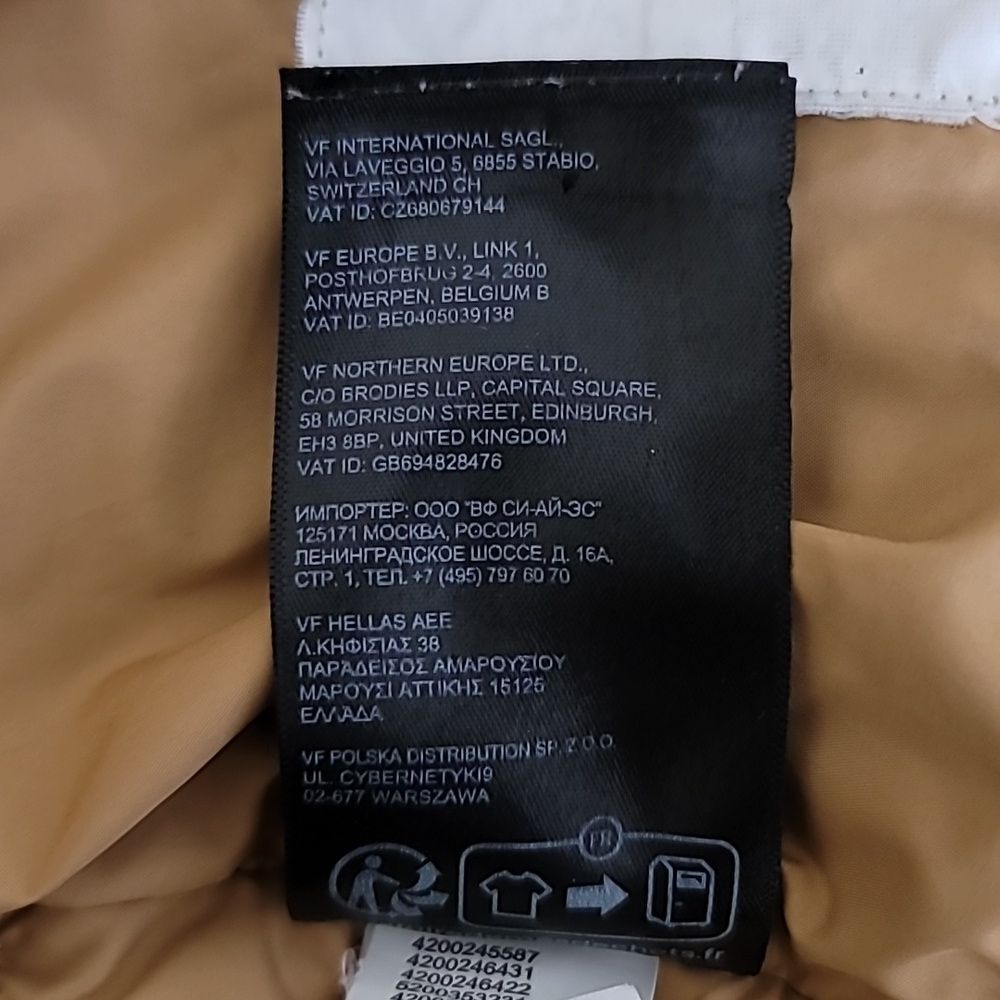 VF INTERNATIONAL SAGL.,
VIA LAVEGGIO 5, 6855 STABIO,
SWITZERLAND CH
VAT ID: CZ680679144
VF EUROPE B.V., LINK 1,
POSTHOFBRUG 2-4, 2600
ANTWERPEN, BELGIUM B
VAT ID: BE0405039138
VF NORTHERN EUROPE LTD.,
C/O BRODIES LLP, CAPITAL SQUARE,
58 MORRISON STREET, EDINBURGH,
EH3 8BP, UNITED KINGDOM
VAT ID: GB694828476
ИМПОРТЕР: ООО "ВФ СИ-АЙ-ЭС"
125171 МОСКВА, РОССИЯ
ЛЕНИНГРАДСКОЕ ШОССЕ, Д. 16А,
СТР. 1, ТЕЛ. +7 (495) 797 60 70
VF HELLAS AEE
Λ.ΚΗΦΙΣΙΑΣ 38
ΠΑΡΑΔΕΙΣΟΣ ΑΜΑΡΟΥΣΙΟΥ
ΜΑΡΟΥΣΙ ΑΤΤΙΚΗΣ 15125
ΕΛΛΑΔΑ
VF POLSKA DISTRIBUTION SP. Z O.O.
UL. CYBERNETYKI9
02-677 WARSZAWA
FR
4200245587
4200246431
4200246422